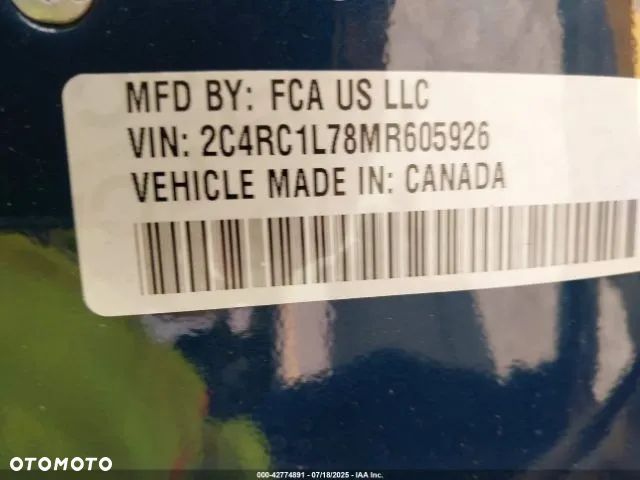 MFD BY: FCA US LLC
VIN: 2C4RC1L78MR605926
VEHICLE MADE IN: CANADA
OTOMOTO
000-42774891 - 07/18/2025 - IAA Inc.